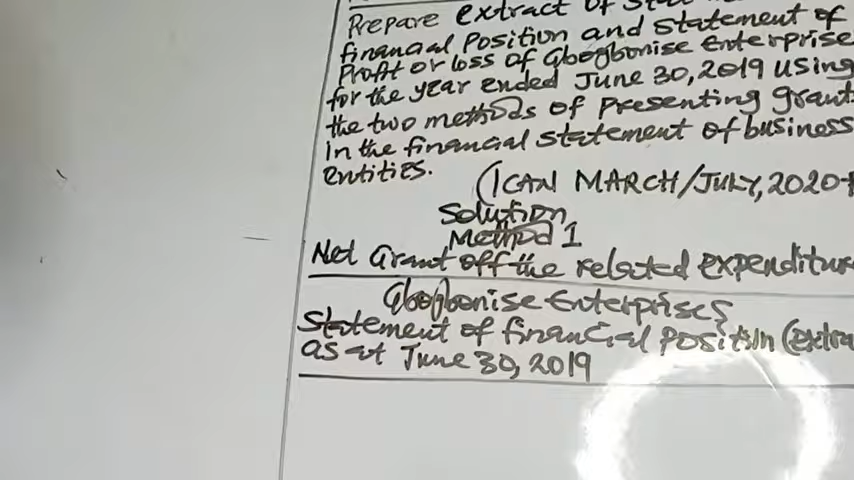 Prepare extract of
financial position and statement of
profit or loss of Gbogbonise Enterprise
for the year ended June 30, 2019 using
the two methods of presenting grant
in the financial statement of business
entities.
(ICAN MARCH/JULY, 2020
Solution
Method 1
Net Grant off the related expenditur
Gbogbonise Enterprises
Statement of financial position (extra
as at June 30, 2019